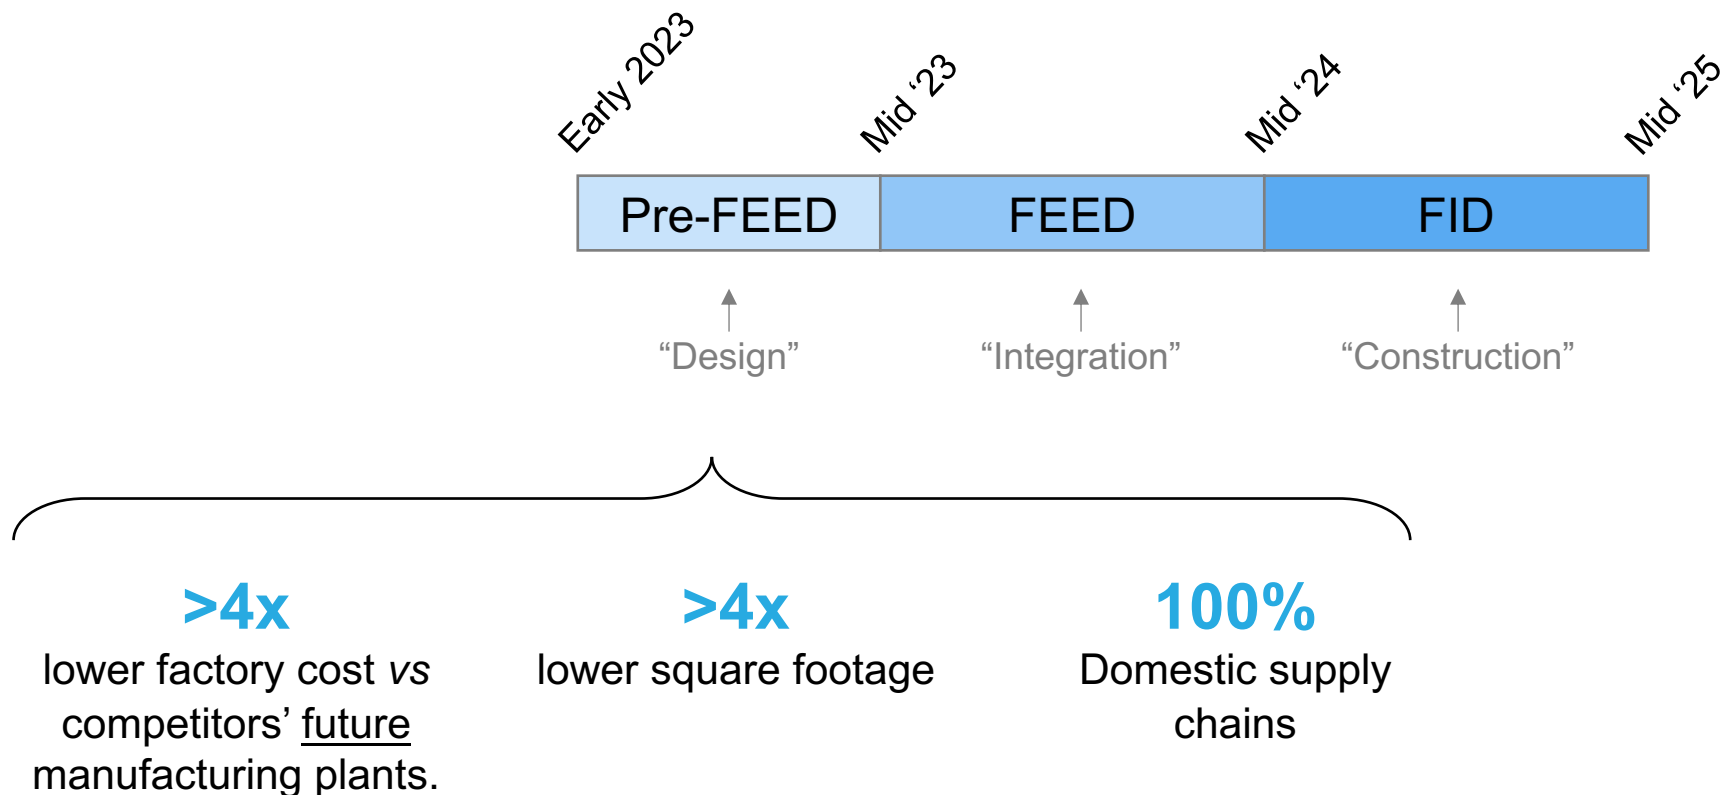 Early 2023
Mid ‘23
Mid ‘24
Mid ‘25
Pre-FEED
FEED
FID
“Design”
“Integration”
“Construction”
>4x
lower factory cost vs
competitors’ future
manufacturing plants.
>4x
lower square footage
100%
Domestic supply
chains